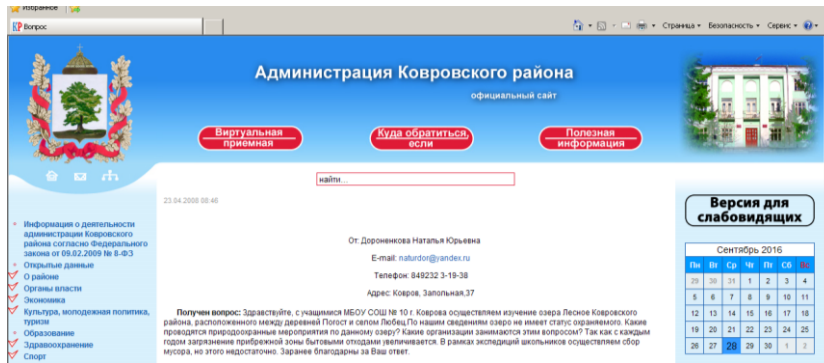 Избранное
Вопрос
Страница
Безопасность
Сервис
Администрация Ковровского района
официальный сайт
Виртуальная приемная
Куда обратиться, если
Полезная информация
найти...
23.04.2008 08:46
От: Дороненкова Наталья Юрьевна
E-mail: naturdor@yandex.ru
Телефон: 849232 3-19-38
Адрес: Ковров, Запольная,37
Получен вопрос: Здравствуйте, с учащимися МБОУ СОШ № 10 г. Коврова осуществляем изучение озера Лесное Ковровского
района, расположенного между деревней Погост и селом Любец.По нашим сведениям озеро не имеет статус охраняемого. Какие
проводятся природоохранные мероприятия по данному озеру? Какие организации занимаются этим вопросом? Так как с каждым
годом загрязнение прибрежной зоны бытовыми отходами увеличивается. В рамках экспедиций школьников осуществляем сбор
мусора, но этого недостаточно. Заранее благодарны за Ваш ответ.
Информация о деятельности
администрации Ковровского
района согласно Федерального
закона от 09.02.2009 № 8-ФЗ
Открытые данные
О районе
Органы власти
Экономика
Культура, молодежная политика,
туризм
Образование
Здравоохранение
Спорт
Версия для
слабовидящих
Сентябрь 2016
Пн Вт Ср Чт Пт Сб Вс
29 30 31 1 2 3 4
5 6 7 8 9 10 11
12 13 14 15 16 17 18
19 20 21 22 23 24 25
26 27 28 29 30 1 2